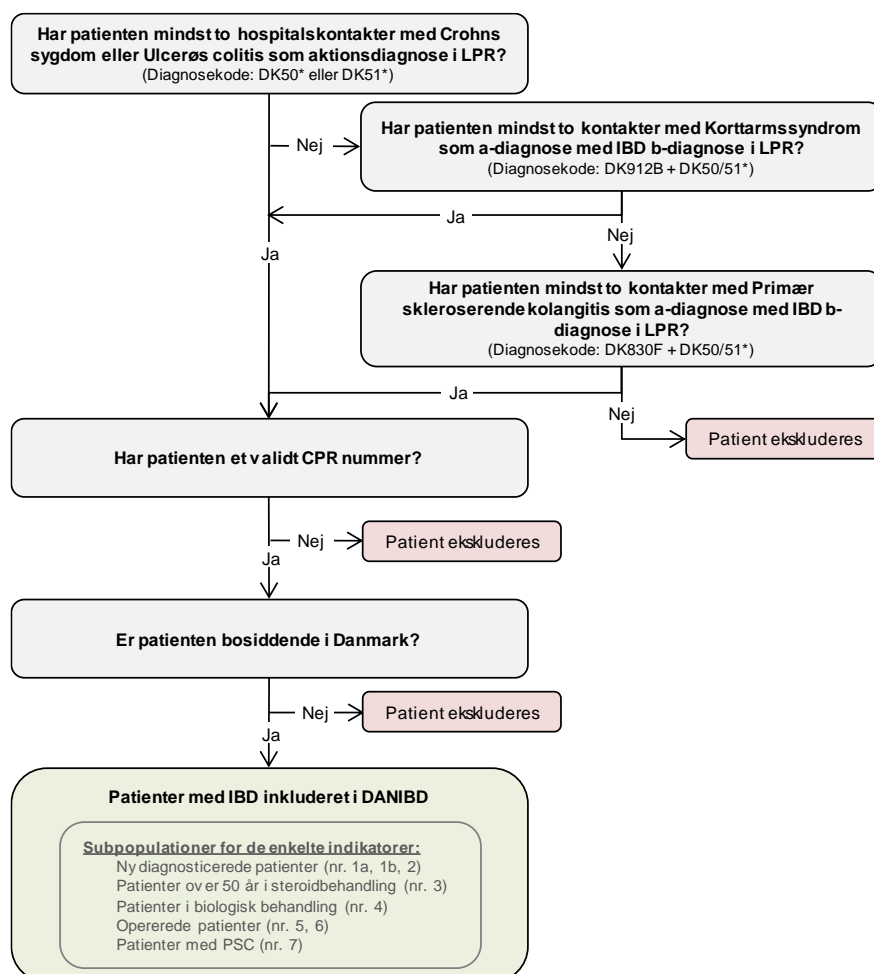 Har patienten mindst to hospitalskontakter med Crohns
sygdom eller Ulcerøs colitis som aktionsdiagnose i LPR?
(Diagnosekode: DK50* eller DK51*)
Nej
Har patienten mindst to kontakter med Korttarmssyndrom
som a-diagnose med IBD b-diagnose i LPR?
(Diagnosekode: DK912B + DK50/51*)
Ja
Nej
Ja
Har patienten mindst to kontakter med Primær
skleroserende kolangitis som a-diagnose med IBD b-
diagnose i LPR?
(Diagnosekode: DK830F + DK50/51*)
Ja
Nej
Patient ekskluderes
Har patienten et validt CPR nummer?
Nej
Patient ekskluderes
Ja
Er patienten bosiddende i Danmark?
Nej
Patient ekskluderes
Ja
Patienter med IBD inkluderet i DANIBD
Subpopulationer for de enkelte indikatorer:
Ny diagnosticerede patienter (nr. 1a, 1b, 2)
Patienter over 50 år i steroidbehandling (nr. 3)
Patienter i biologisk behandling (nr. 4)
Opererede patienter (nr. 5, 6)
Patienter med PSC (nr. 7)